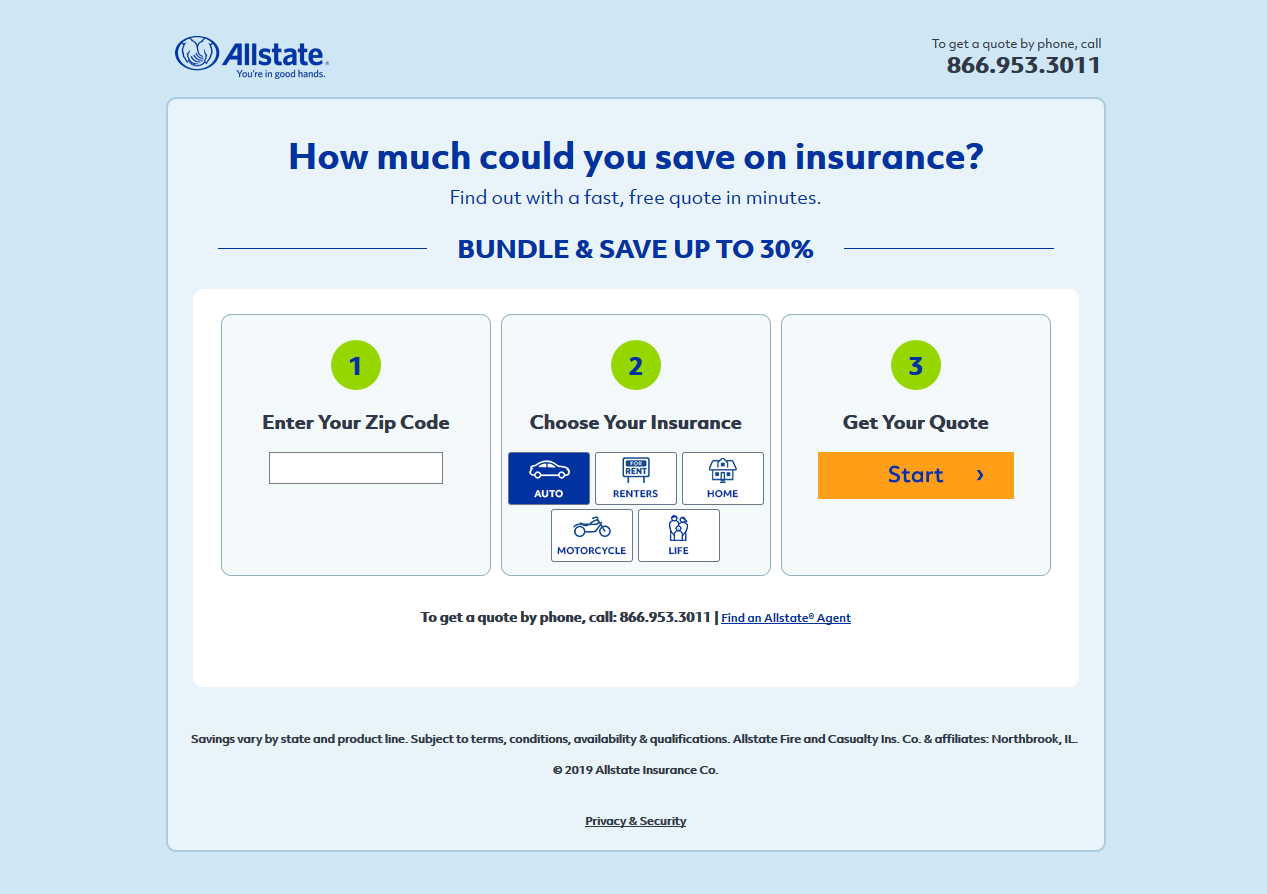 Allstate®
You're in good hands.
To get a quote by phone, call
866.953.3011
How much could you save on insurance?
Find out with a fast, free quote in minutes.
BUNDLE & SAVE UP TO 30%
1
Enter Your Zip Code
2
Choose Your Insurance
AUTO
FOR RENT
RENTERS
HOME
MOTORCYCLE
LIFE
3
Get Your Quote
Start ›
To get a quote by phone, call: 866.953.3011 | Find an Allstate® Agent
Savings vary by state and product line. Subject to terms, conditions, availability & qualifications. Allstate Fire and Casualty Ins. Co. & affiliates: Northbrook, IL.
© 2019 Allstate Insurance Co.
Privacy & Security